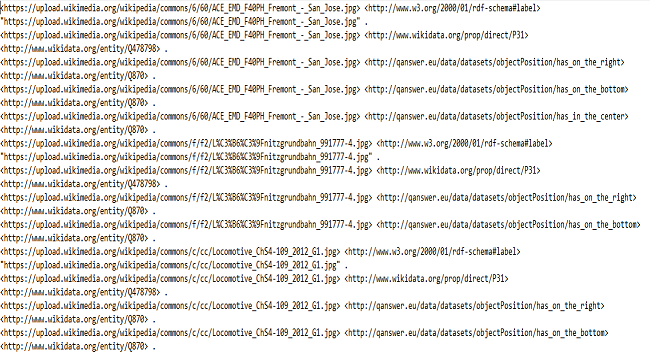 <https://upload.wikimedia.org/wikipedia/commons/6/60/ACE_EMD_F40PH_Fremont_-_San_Jose.jpg> <http://www.w3.org/2000/01/rdf-schema#label>
"https://upload.wikimedia.org/wikipedia/commons/6/60/ACE_EMD_F40PH_Fremont_-_San_Jose.jpg" .
<https://upload.wikimedia.org/wikipedia/commons/6/60/ACE_EMD_F40PH_Fremont_-_San_Jose.jpg> <http://www.wikidata.org/prop/direct/P31>
<http://www.wikidata.org/entity/Q478798> .
<https://upload.wikimedia.org/wikipedia/commons/6/60/ACE_EMD_F40PH_Fremont_-_San_Jose.jpg> <http://qanswer.eu/data/datasets/objectPosition/has_on_the_right>
<http://www.wikidata.org/entity/Q870> .
<https://upload.wikimedia.org/wikipedia/commons/6/60/ACE_EMD_F40PH_Fremont_-_San_Jose.jpg> <http://qanswer.eu/data/datasets/objectPosition/has_on_the_bottom>
<http://www.wikidata.org/entity/Q870> .
<https://upload.wikimedia.org/wikipedia/commons/6/60/ACE_EMD_F40PH_Fremont_-_San_Jose.jpg> <http://qanswer.eu/data/datasets/objectPosition/has_in_the_center>
<http://www.wikidata.org/entity/Q870> .
<https://upload.wikimedia.org/wikipedia/commons/f/f2/L%C3%B6%C3%9Fnitzgrundbahn_991777-4.jpg> <http://www.w3.org/2000/01/rdf-schema#label>
"https://upload.wikimedia.org/wikipedia/commons/f/f2/L%C3%B6%C3%9Fnitzgrundbahn_991777-4.jpg" .
<https://upload.wikimedia.org/wikipedia/commons/f/f2/L%C3%B6%C3%9Fnitzgrundbahn_991777-4.jpg> <http://www.wikidata.org/prop/direct/P31>
<http://www.wikidata.org/entity/Q478798> .
<https://upload.wikimedia.org/wikipedia/commons/f/f2/L%C3%B6%C3%9Fnitzgrundbahn_991777-4.jpg> <http://qanswer.eu/data/datasets/objectPosition/has_on_the_right>
<http://www.wikidata.org/entity/Q870> .
<https://upload.wikimedia.org/wikipedia/commons/f/f2/L%C3%B6%C3%9Fnitzgrundbahn_991777-4.jpg> <http://qanswer.eu/data/datasets/objectPosition/has_on_the_bottom>
<http://www.wikidata.org/entity/Q870> .
<https://upload.wikimedia.org/wikipedia/commons/c/cc/Locomotive_ChS4-109_2012_G1.jpg> <http://www.w3.org/2000/01/rdf-schema#label>
"https://upload.wikimedia.org/wikipedia/commons/c/cc/Locomotive_ChS4-109_2012_G1.jpg" .
<https://upload.wikimedia.org/wikipedia/commons/c/cc/Locomotive_ChS4-109_2012_G1.jpg> <http://www.wikidata.org/prop/direct/P31>
<http://www.wikidata.org/entity/Q478798> .
<https://upload.wikimedia.org/wikipedia/commons/c/cc/Locomotive_ChS4-109_2012_G1.jpg> <http://qanswer.eu/data/datasets/objectPosition/has_on_the_right>
<http://www.wikidata.org/entity/Q870> .
<https://upload.wikimedia.org/wikipedia/commons/c/cc/Locomotive_ChS4-109_2012_G1.jpg> <http://qanswer.eu/data/datasets/objectPosition/has_on_the_bottom>
<http://www.wikidata.org/entity/Q870> .